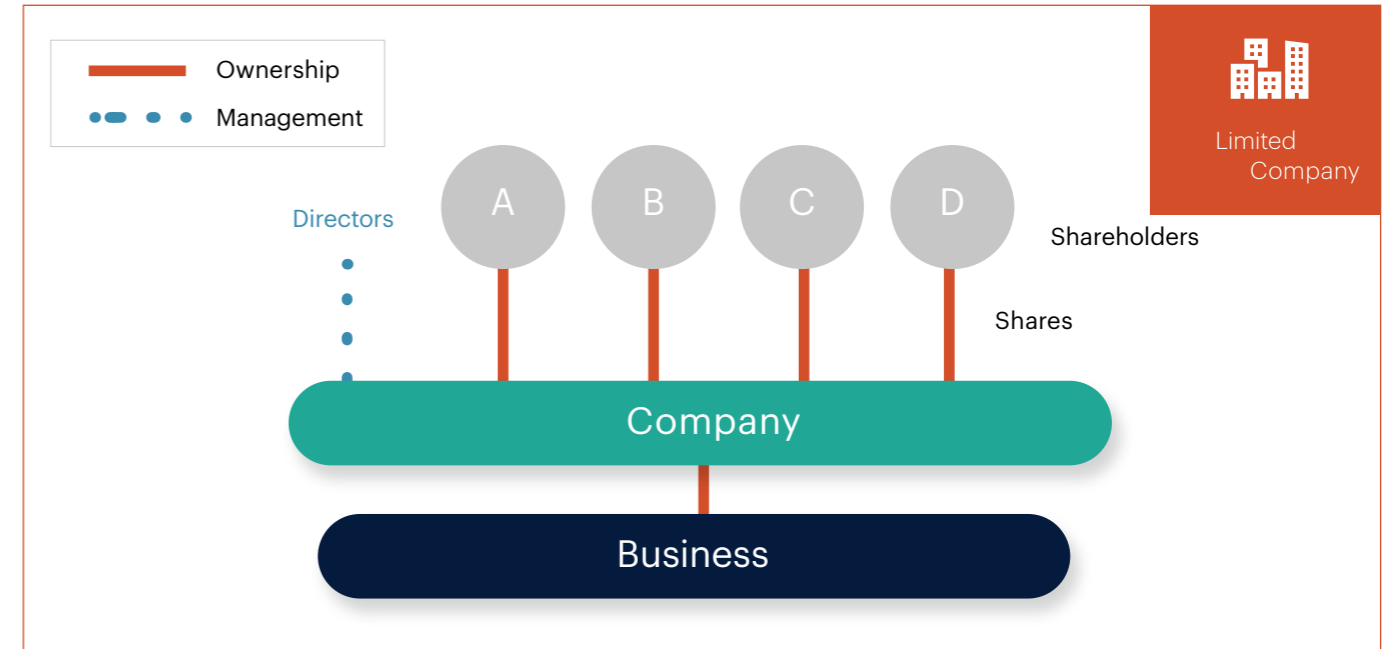 Ownership
Management
Limited
Company
Directors
A
B
C
D
Shareholders
Shares
Company
Business